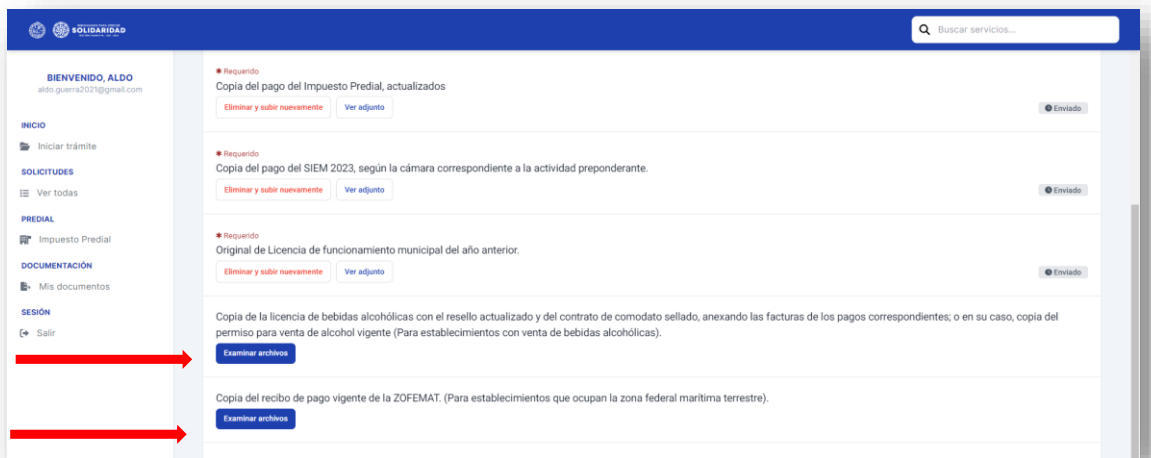 SOLIDARIDAD
Buscar servicios...
BIENVENIDO, ALDO
aldo.guerra2021@gmail.com
INICIO
Iniciar trámite
SOLICITUDES
Ver todas
PREDIAL
Impuesto Predial
DOCUMENTACIÓN
Mis documentos
SESIÓN
Salir
✱ Requerido
Copia del pago del Impuesto Predial, actualizados
Eliminar y subir nuevamente Ver adjunto
Enviado
✱ Requerido
Copia del pago del SIEM 2023, según la cámara correspondiente a la actividad preponderante.
Eliminar y subir nuevamente Ver adjunto
Enviado
✱ Requerido
Original de Licencia de funcionamiento municipal del año anterior.
Eliminar y subir nuevamente Ver adjunto
Enviado
Copia de la licencia de bebidas alcohólicas con el resello actualizado y del contrato de comodato sellado, anexando las facturas de los pagos correspondientes; o en su caso, copia del
permiso para venta de alcohol vigente (Para establecimientos con venta de bebidas alcohólicas).
Examinar archivos
Copia del recibo de pago vigente de la ZOFEMAT. (Para establecimientos que ocupan la zona federal marítima terrestre).
Examinar archivos